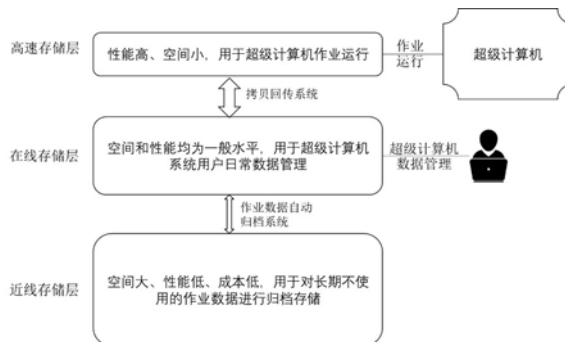 高速存储层
性能高、空间小，用于超级计算机作业运行
作业
运行
超级计算机
拷贝回传系统
在线存储层
空间和性能均为一般水平，用于超级计算机
系统用户日常数据管理
超级计算机
数据管理
作业数据自动
归档系统
近线存储层
空间大、性能低、成本低，用于对长期不使
用的作业数据进行归档存储